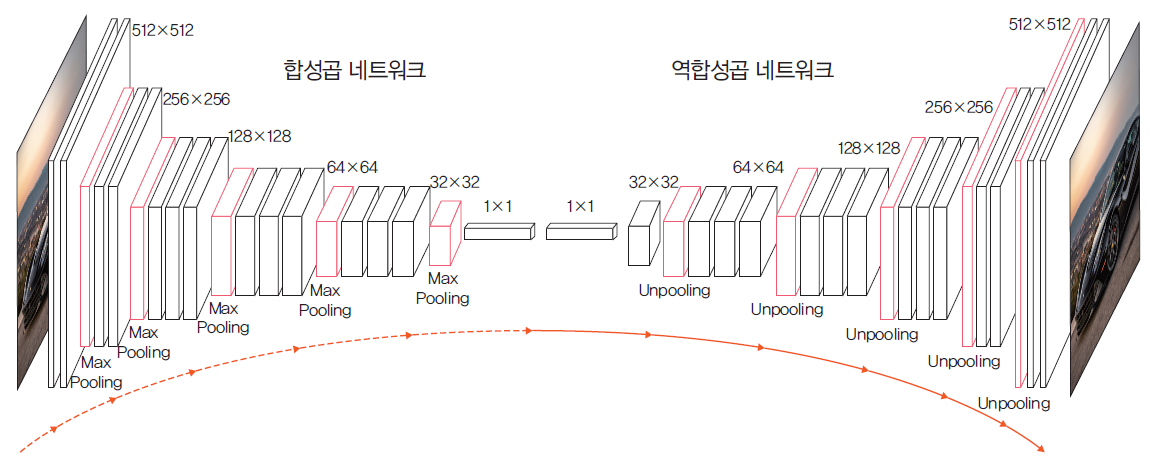 합성곱 네트워크
역합성곱 네트워크
512×512
256×256
128×128
64×64
32×32
1×1
1×1
32×32
64×64
128×128
256×256
512×512
Max
Pooling
Max
Pooling
Max
Pooling
Max
Pooling
Max
Pooling
Unpooling
Unpooling
Unpooling
Unpooling
Unpooling